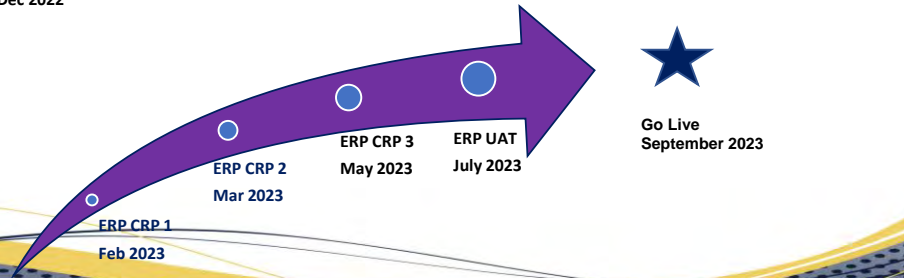 Dec 2022
ERP CRP 3
May 2023
ERP UAT
July 2023
Go Live
September 2023
ERP CRP 2
Mar 2023
ERP CRP 1
Feb 2023